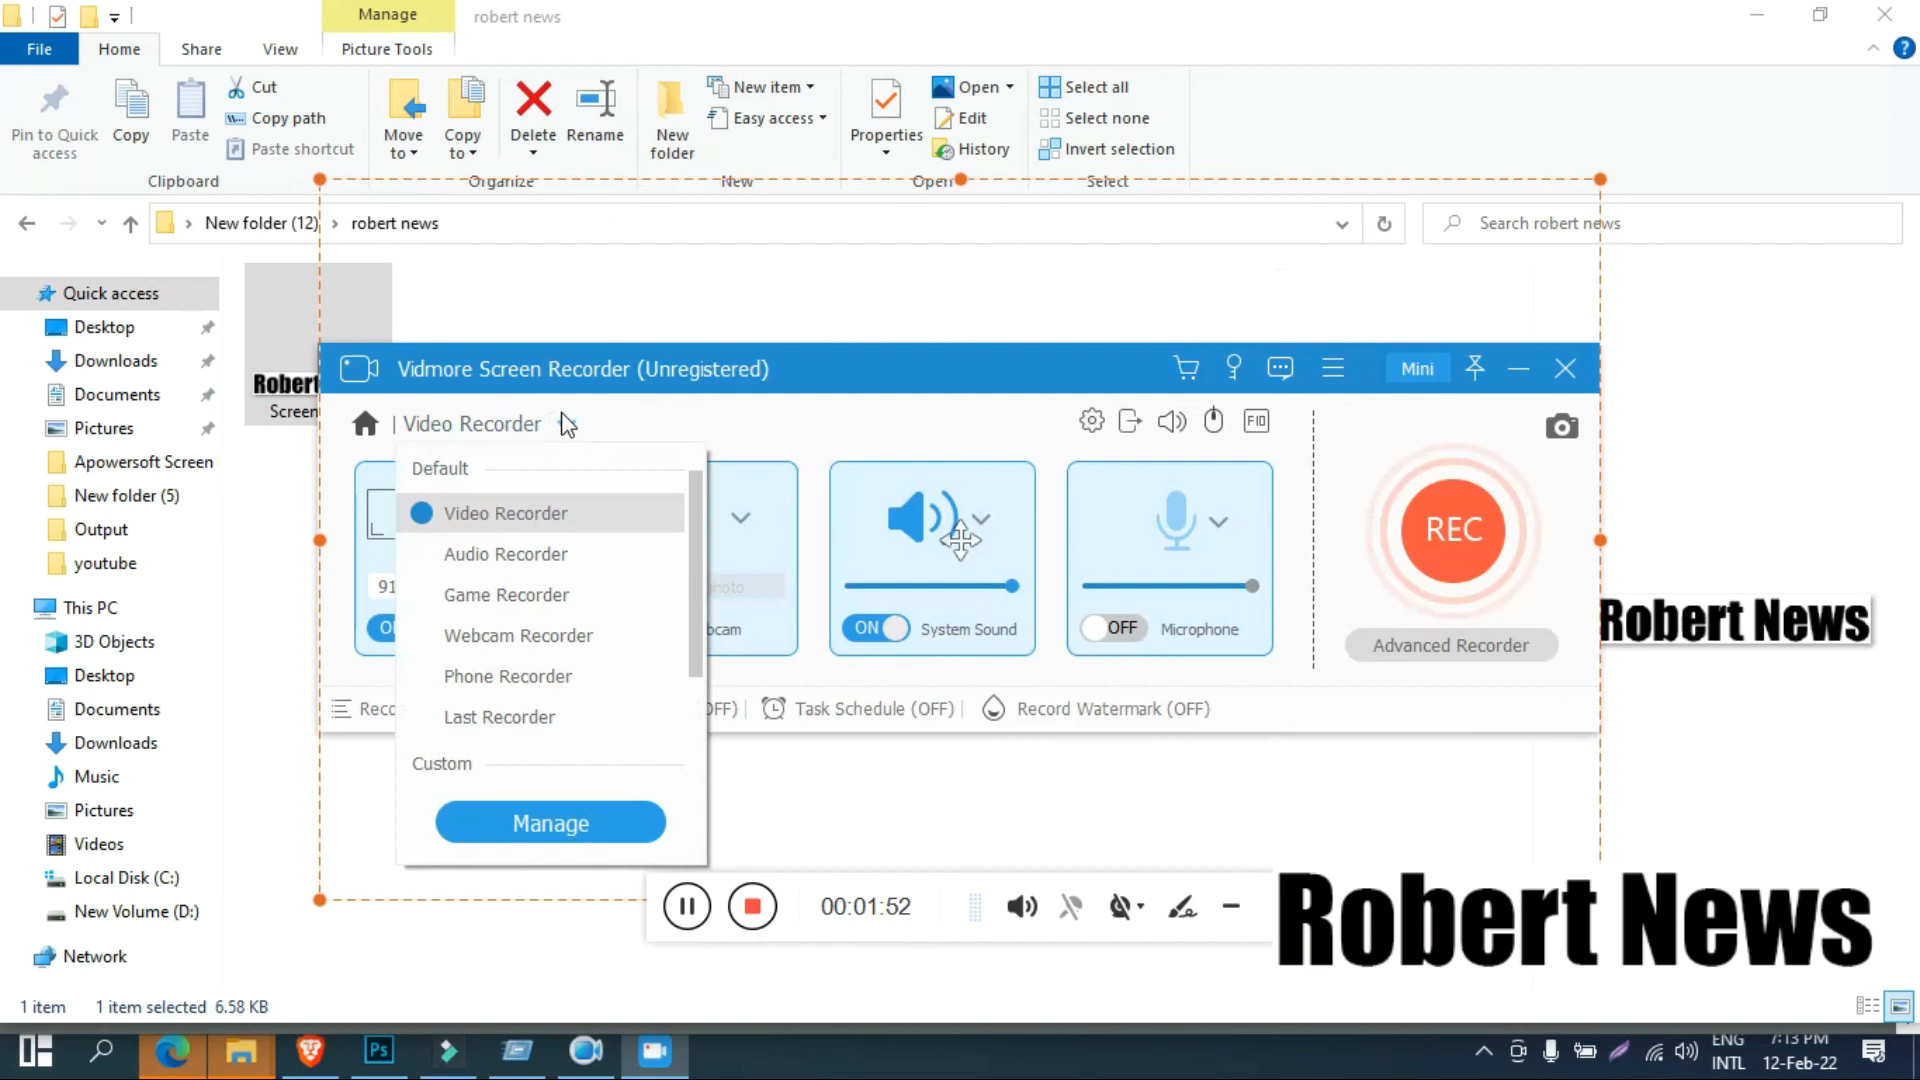 Manage
robert news
File
Home
Share
View
Picture Tools
Pin to Quick access
Copy
Paste
Cut
Copy path
Paste shortcut
Move to
Copy to
Delete
Rename
New folder
New item
Easy access
Properties
Open
Edit
History
Select all
Select none
Invert selection
Clipboard
Organize
New
Open
Select
New folder (12) > robert news
Search robert news
Quick access
Desktop
Downloads
Documents
Pictures
Apowersoft Screen
New folder (5)
Output
youtube
This PC
3D Objects
Desktop
Documents
Downloads
Music
Pictures
Videos
Local Disk (C:)
New Volume (D:)
Network
Robert
Screen
Vidmore Screen Recorder (Unregistered)
Mini
| Video Recorder
F10
Default
Video Recorder
Audio Recorder
Game Recorder
Webcam Recorder
Phone Recorder
Last Recorder
Custom
Manage
91
ON
System Sound
OFF
Microphone
REC
Advanced Recorder
OFF)
Task Schedule (OFF)
Record Watermark (OFF)
00:01:52
Robert News
Robert News
1 item
1 item selected 6.58 KB
Ps
ENG
INTL
7:13 PM
12-Feb-22